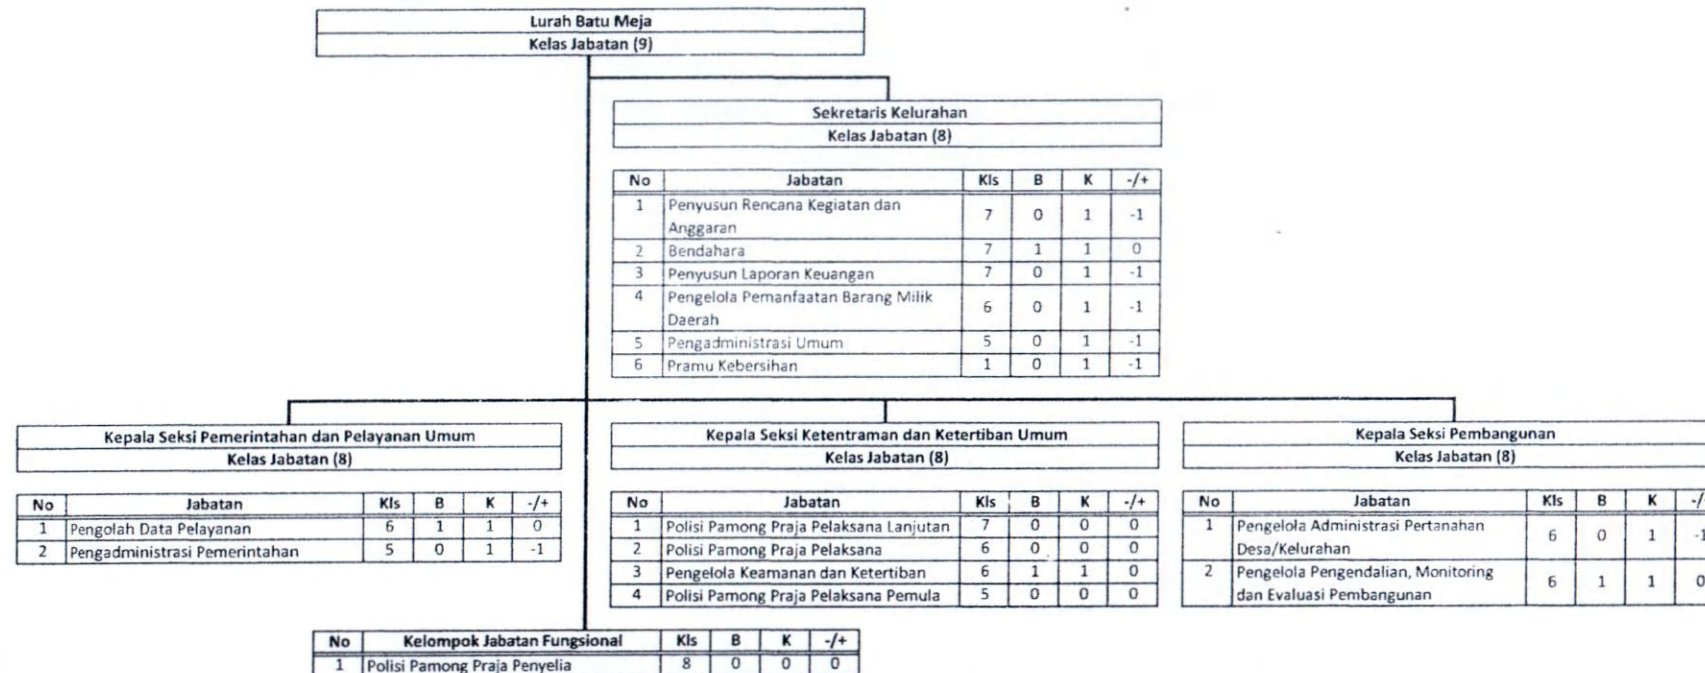 Lurah Batu Meja
Kelas Jabatan (9)
Sekretaris Kelurahan
Kelas Jabatan (8)
No Jabatan Kls B K -/+
1 Penyusun Rencana Kegiatan dan
Anggaran 7 0 1 -1
2 Bendahara 7 1 1 0
3 Penyusun Laporan Keuangan 7 0 1 -1
4 Pengelola Pemanfaatan Barang Milik
Daerah 6 0 1 -1
5 Pengadministrasi Umum 5 0 1 -1
6 Pramu Kebersihan 1 0 1 -1
Kepala Seksi Pemerintahan dan Pelayanan Umum
Kelas Jabatan (8)
No Jabatan Kls B K -/+
1 Pengolah Data Pelayanan 6 1 1 0
2 Pengadministrasi Pemerintahan 5 0 1 -1
Kepala Seksi Ketentraman dan Ketertiban Umum
Kelas Jabatan (8)
No Jabatan Kls B K -/+
1 Polisi Pamong Praja Pelaksana Lanjutan 7 0 0 0
2 Polisi Pamong Praja Pelaksana 6 0 0 0
3 Pengelola Keamanan dan Ketertiban 6 1 1 0
4 Polisi Pamong Praja Pelaksana Pemula 5 0 0 0
Kepala Seksi Pembangunan
Kelas Jabatan (8)
No Jabatan Kls B K -/
1 Pengelola Administrasi Pertanahan
Desa/Kelurahan 6 0 1 -1
2 Pengelola Pengendalian, Monitoring
dan Evaluasi Pembangunan 6 1 1 0
No Kelompok Jabatan Fungsional Kls B K -/+
1 Polisi Pamong Praja Penyelia 8 0 0 0